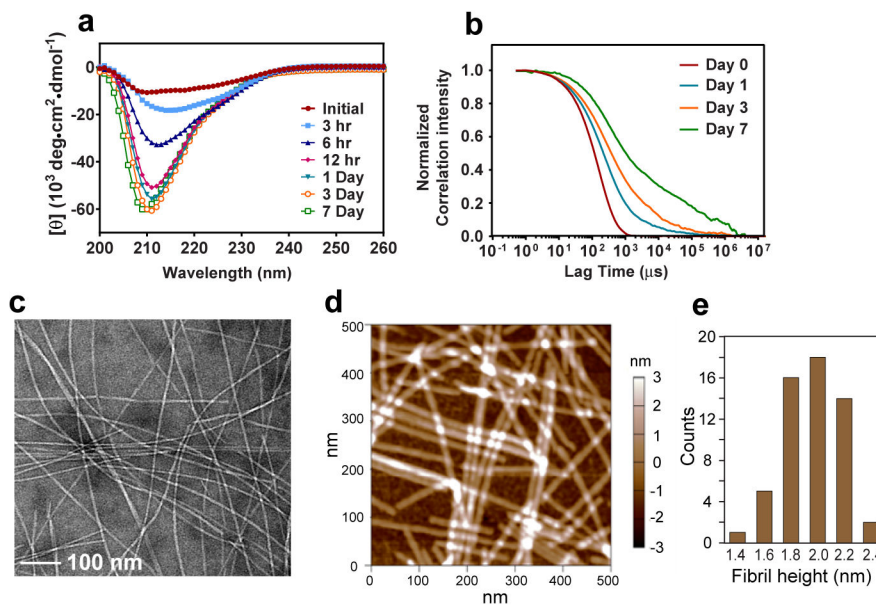 a
[θ] (10³ deg.cm²·dmol⁻¹)
0
-20
-40
-60
200
210
220
230
240
250
260
Wavelength (nm)
Initial
3 hr
6 hr
12 hr
1 Day
3 Day
7 Day
b
Normalized
Correlation intensity
1.0
0.8
0.6
0.4
0.2
0.0
10⁻¹
10⁰
10¹
10²
10³
10⁴
10⁵
10⁶
10⁷
Lag Time (μs)
Day 0
Day 1
Day 3
Day 7
c
100 nm
d
nm
500
400
300
200
100
0
0
100
200
300
400
500
nm
nm
3
2
1
0
-1
-2
-3
e
Counts
20
16
12
8
4
0
1.4
1.6
1.8
2.0
2.2
2.4
Fibril height (nm)